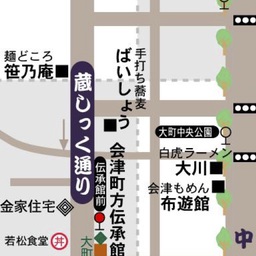 麺どころ
笹乃庵
手打ち蕎麦
ばいしょう
蔵しっく通り
大町中央公園
白虎ラーメン
大川
会津もめん
布遊館
会津町方伝承館
伝承館前
金家住宅
若松食堂
丼
大町
中